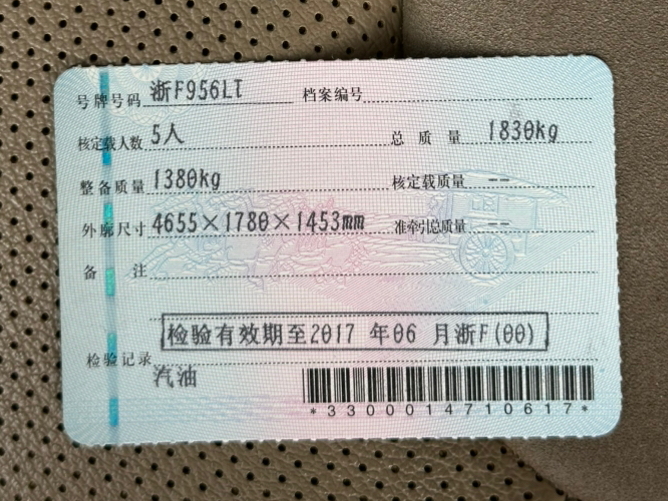 号牌号码 浙F956LT 档案编号
核定载人数 5人 总质量 1830kg
整备质量 1380kg 核定载质量 --
外廓尺寸 4655×1780×1453mm 准牵引总质量 --
备注
检验有效期至2017 年06 月浙F(00)
检验记录
汽油
*3300014710617*